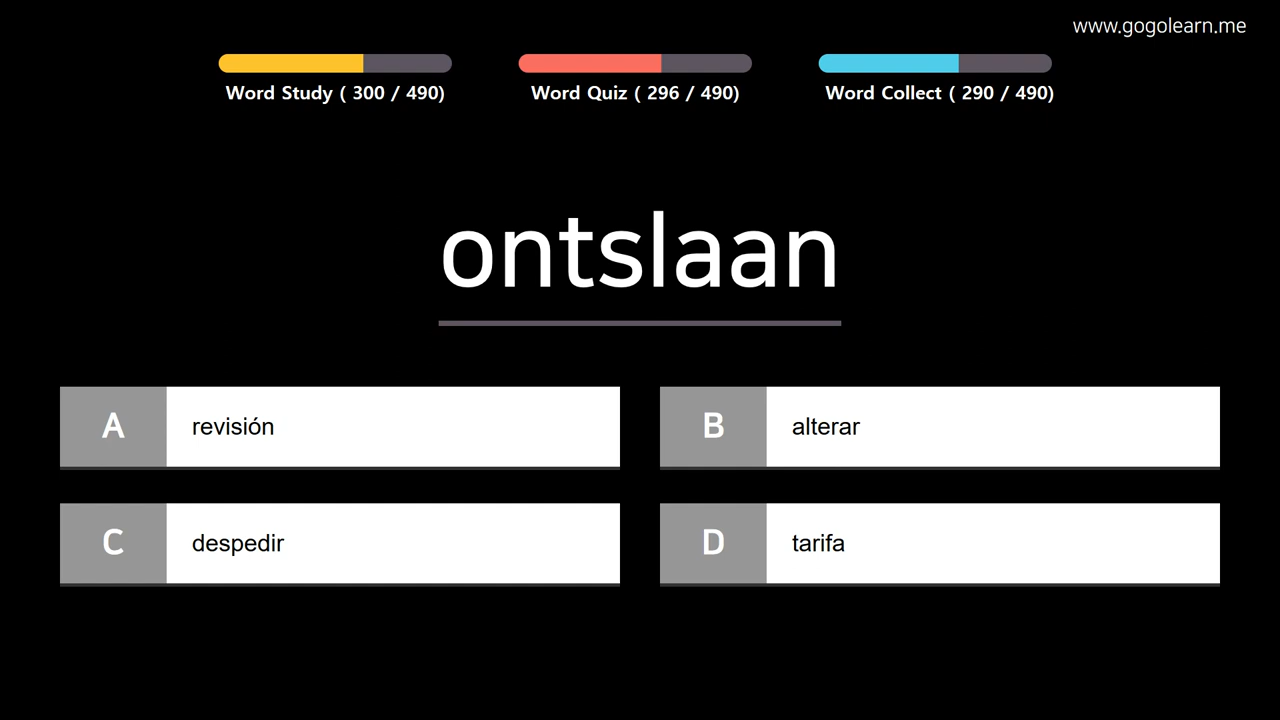 www.gogolearn.me
Word Study ( 300 / 490)
Word Quiz ( 296 / 490)
Word Collect ( 290 / 490)
ontslaan
A
revisión
B
alterar
C
despedir
D
tarifa